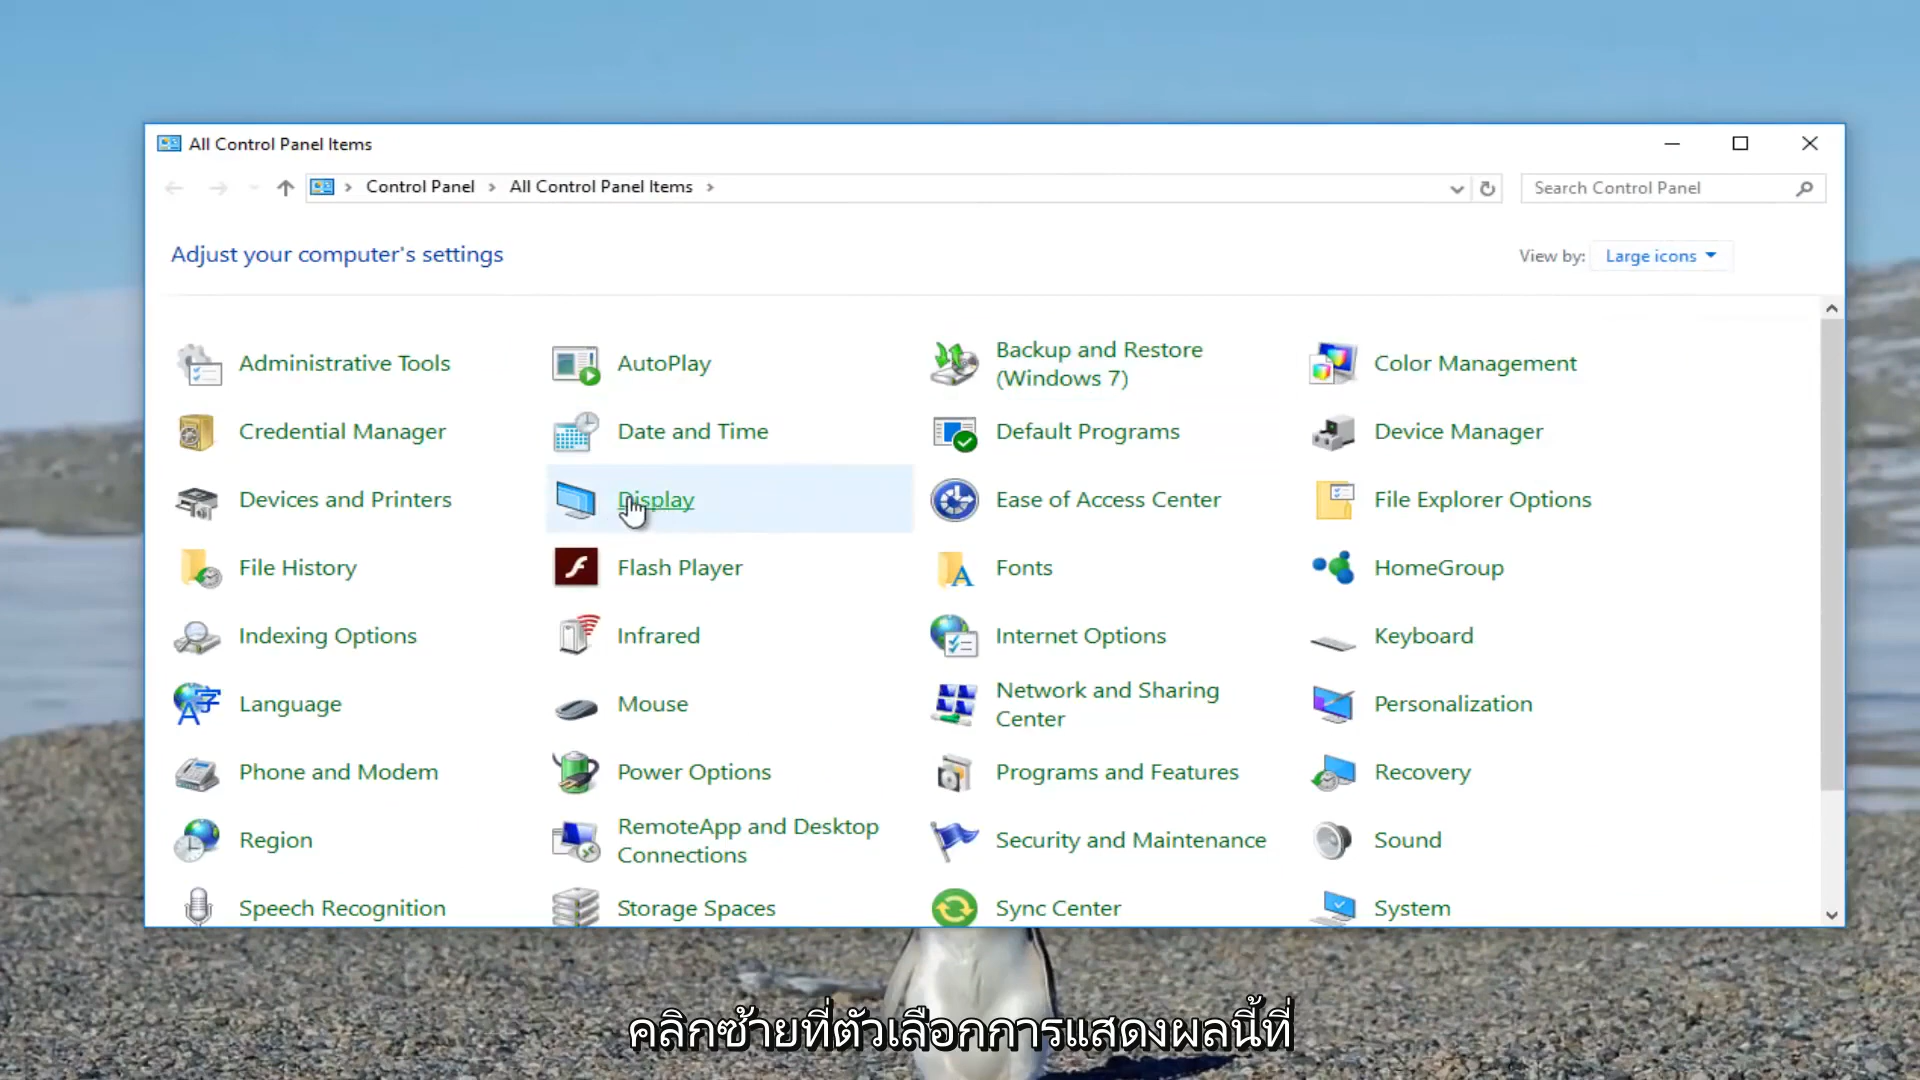 All Control Panel Items
Control Panel
All Control Panel Items
Search Control Panel
Adjust your computer's settings
View by:
Large icons
Administrative Tools
AutoPlay
Backup and Restore
(Windows 7)
Color Management
Credential Manager
Date and Time
Default Programs
Device Manager
Devices and Printers
Display
Ease of Access Center
File Explorer Options
File History
Flash Player
Fonts
HomeGroup
Indexing Options
Infrared
Internet Options
Keyboard
Language
Mouse
Network and Sharing
Center
Personalization
Phone and Modem
Power Options
Programs and Features
Recovery
Region
RemoteApp and Desktop
Connections
Security and Maintenance
Sound
Speech Recognition
Storage Spaces
Sync Center
System
คลิกซ้ายที่ตัวเลือกการแสดงผลนี้ที่